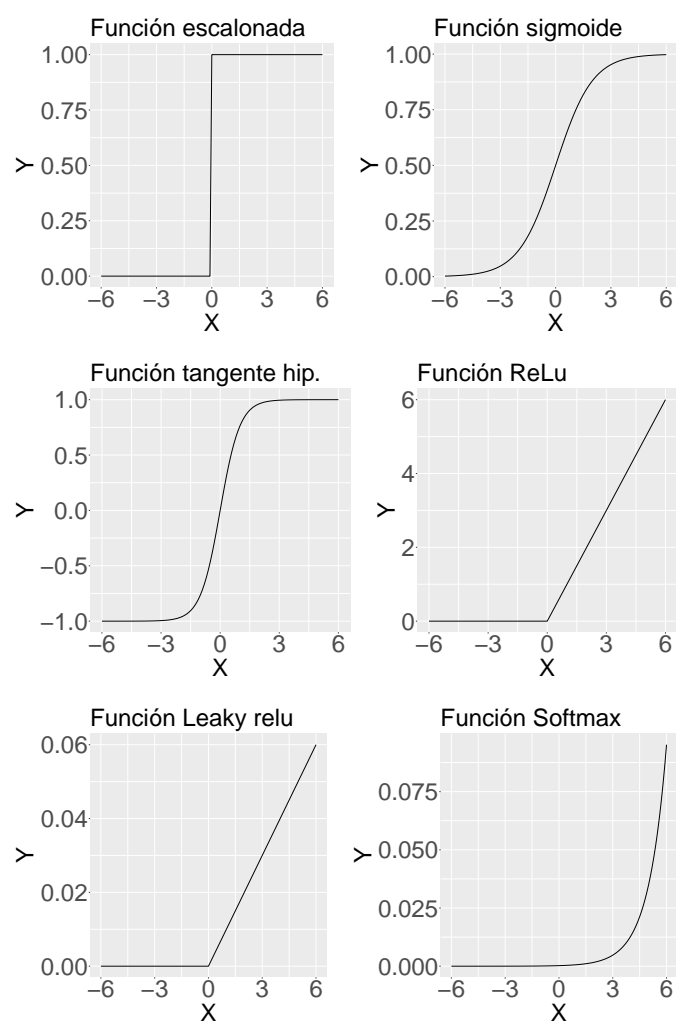 Función escalonada
1.00
0.75
0.50
0.25
0.00
Y
−6 −3 0 3 6
X
Función sigmoide
1.00
0.75
0.50
0.25
0.00
Y
−6 −3 0 3 6
X
Función tangente hip.
1.0
0.5
0.0
−0.5
−1.0
Y
−6 −3 0 3 6
X
Función ReLu
6
4
2
0
Y
−6 −3 0 3 6
X
Función Leaky relu
0.06
0.04
0.02
0.00
Y
−6 −3 0 3 6
X
Función Softmax
0.075
0.050
0.025
0.000
Y
−6 −3 0 3 6
X